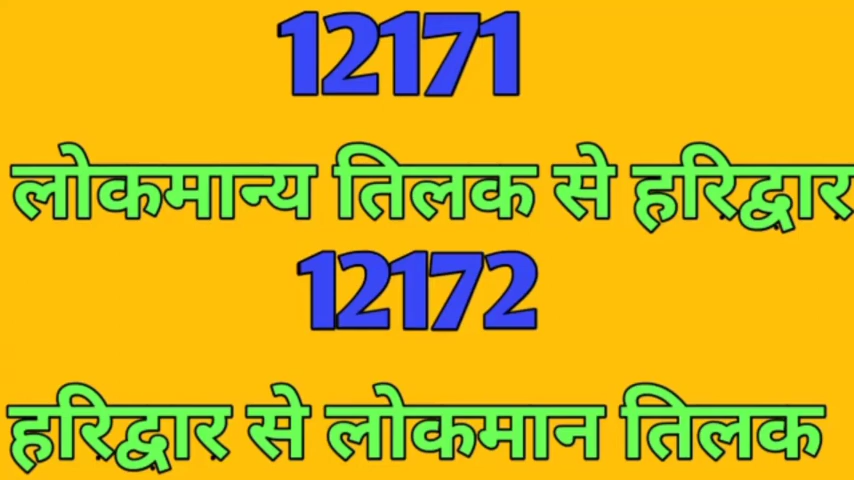 12171
लोकमान्य तिलक से हरिद्वार
12172
हरिद्वार से लोकमान तिलक